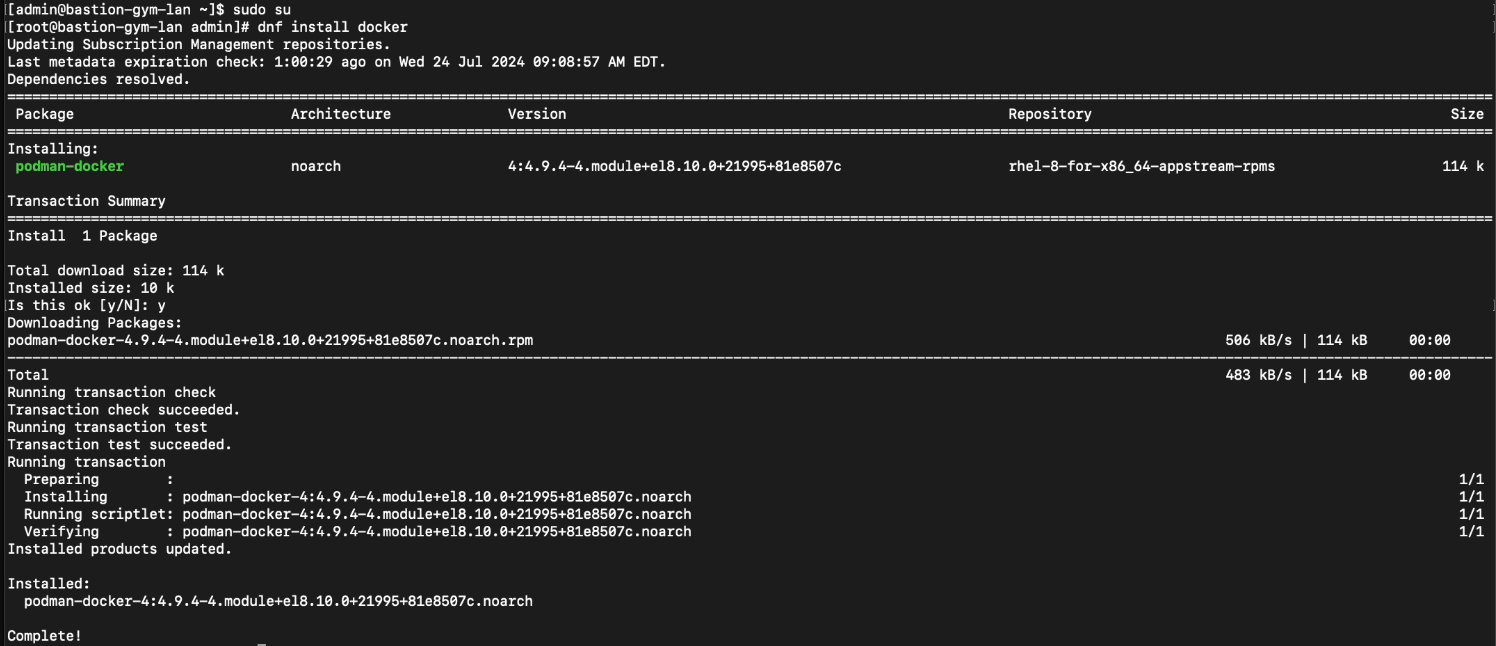 [admin@bastion-gym-lan ~]$ sudo su
[root@bastion-gym-lan admin]# dnf install docker
Updating Subscription Management repositories.
Last metadata expiration check: 1:00:29 ago on Wed 24 Jul 2024 09:08:57 AM EDT.
Dependencies resolved.
Package Architecture Version Repository Size
Installing:
podman-docker noarch 4:4.9.4-4.module+el8.10.0+21995+81e8507c rhel-8-for-x86_64-appstream-rpms 114 k
Transaction Summary
Install 1 Package
Total download size: 114 k
Installed size: 10 k
Is this ok [y/N]: y
Downloading Packages:
podman-docker-4.9.4-4.module+el8.10.0+21995+81e8507c.noarch.rpm 506 kB/s | 114 kB 00:00
Total 483 kB/s | 114 kB 00:00
Running transaction check
Transaction check succeeded.
Running transaction test
Transaction test succeeded.
Running transaction
Preparing : 1/1
Installing : podman-docker-4:4.9.4-4.module+el8.10.0+21995+81e8507c.noarch 1/1
Running scriptlet: podman-docker-4:4.9.4-4.module+el8.10.0+21995+81e8507c.noarch 1/1
Verifying : podman-docker-4:4.9.4-4.module+el8.10.0+21995+81e8507c.noarch 1/1
Installed products updated.
Installed:
podman-docker-4:4.9.4-4.module+el8.10.0+21995+81e8507c.noarch
Complete!